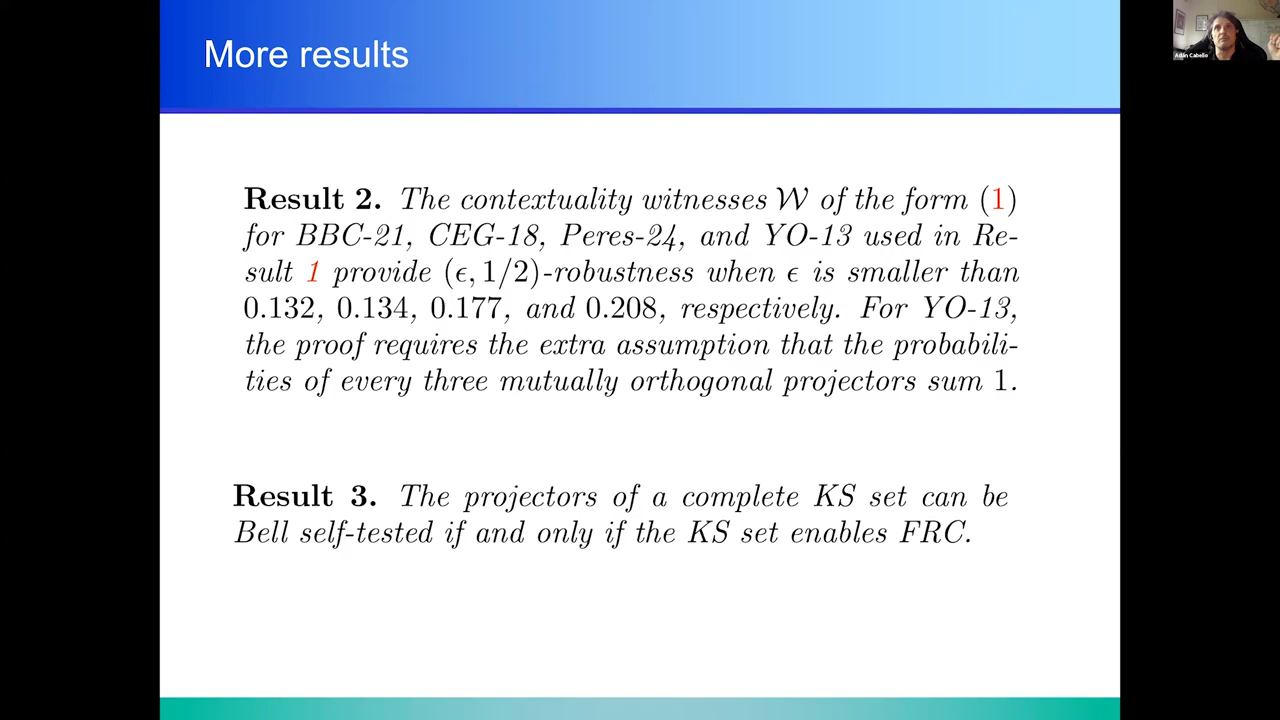 More results
Adán Cabello
Result 2. The contextuality witnesses 𝒲 of the form (1)
for BBC-21, CEG-18, Peres-24, and YO-13 used in Re-
sult 1 provide (ϵ, 1/2)-robustness when ϵ is smaller than
0.132, 0.134, 0.177, and 0.208, respectively. For YO-13,
the proof requires the extra assumption that the probabili-
ties of every three mutually orthogonal projectors sum 1.
Result 3. The projectors of a complete KS set can be
Bell self-tested if and only if the KS set enables FRC.